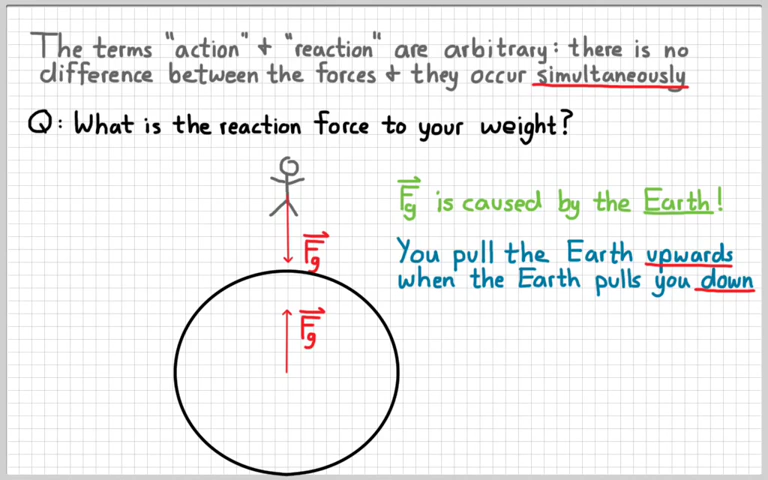 The terms "action" + "reaction" are arbitrary: there is no
difference between the forces + they occur simultaneously
Q: What is the reaction force to your weight?
Fg is caused by the Earth!
Fg
You pull the Earth upwards
when the Earth pulls you down
Fg